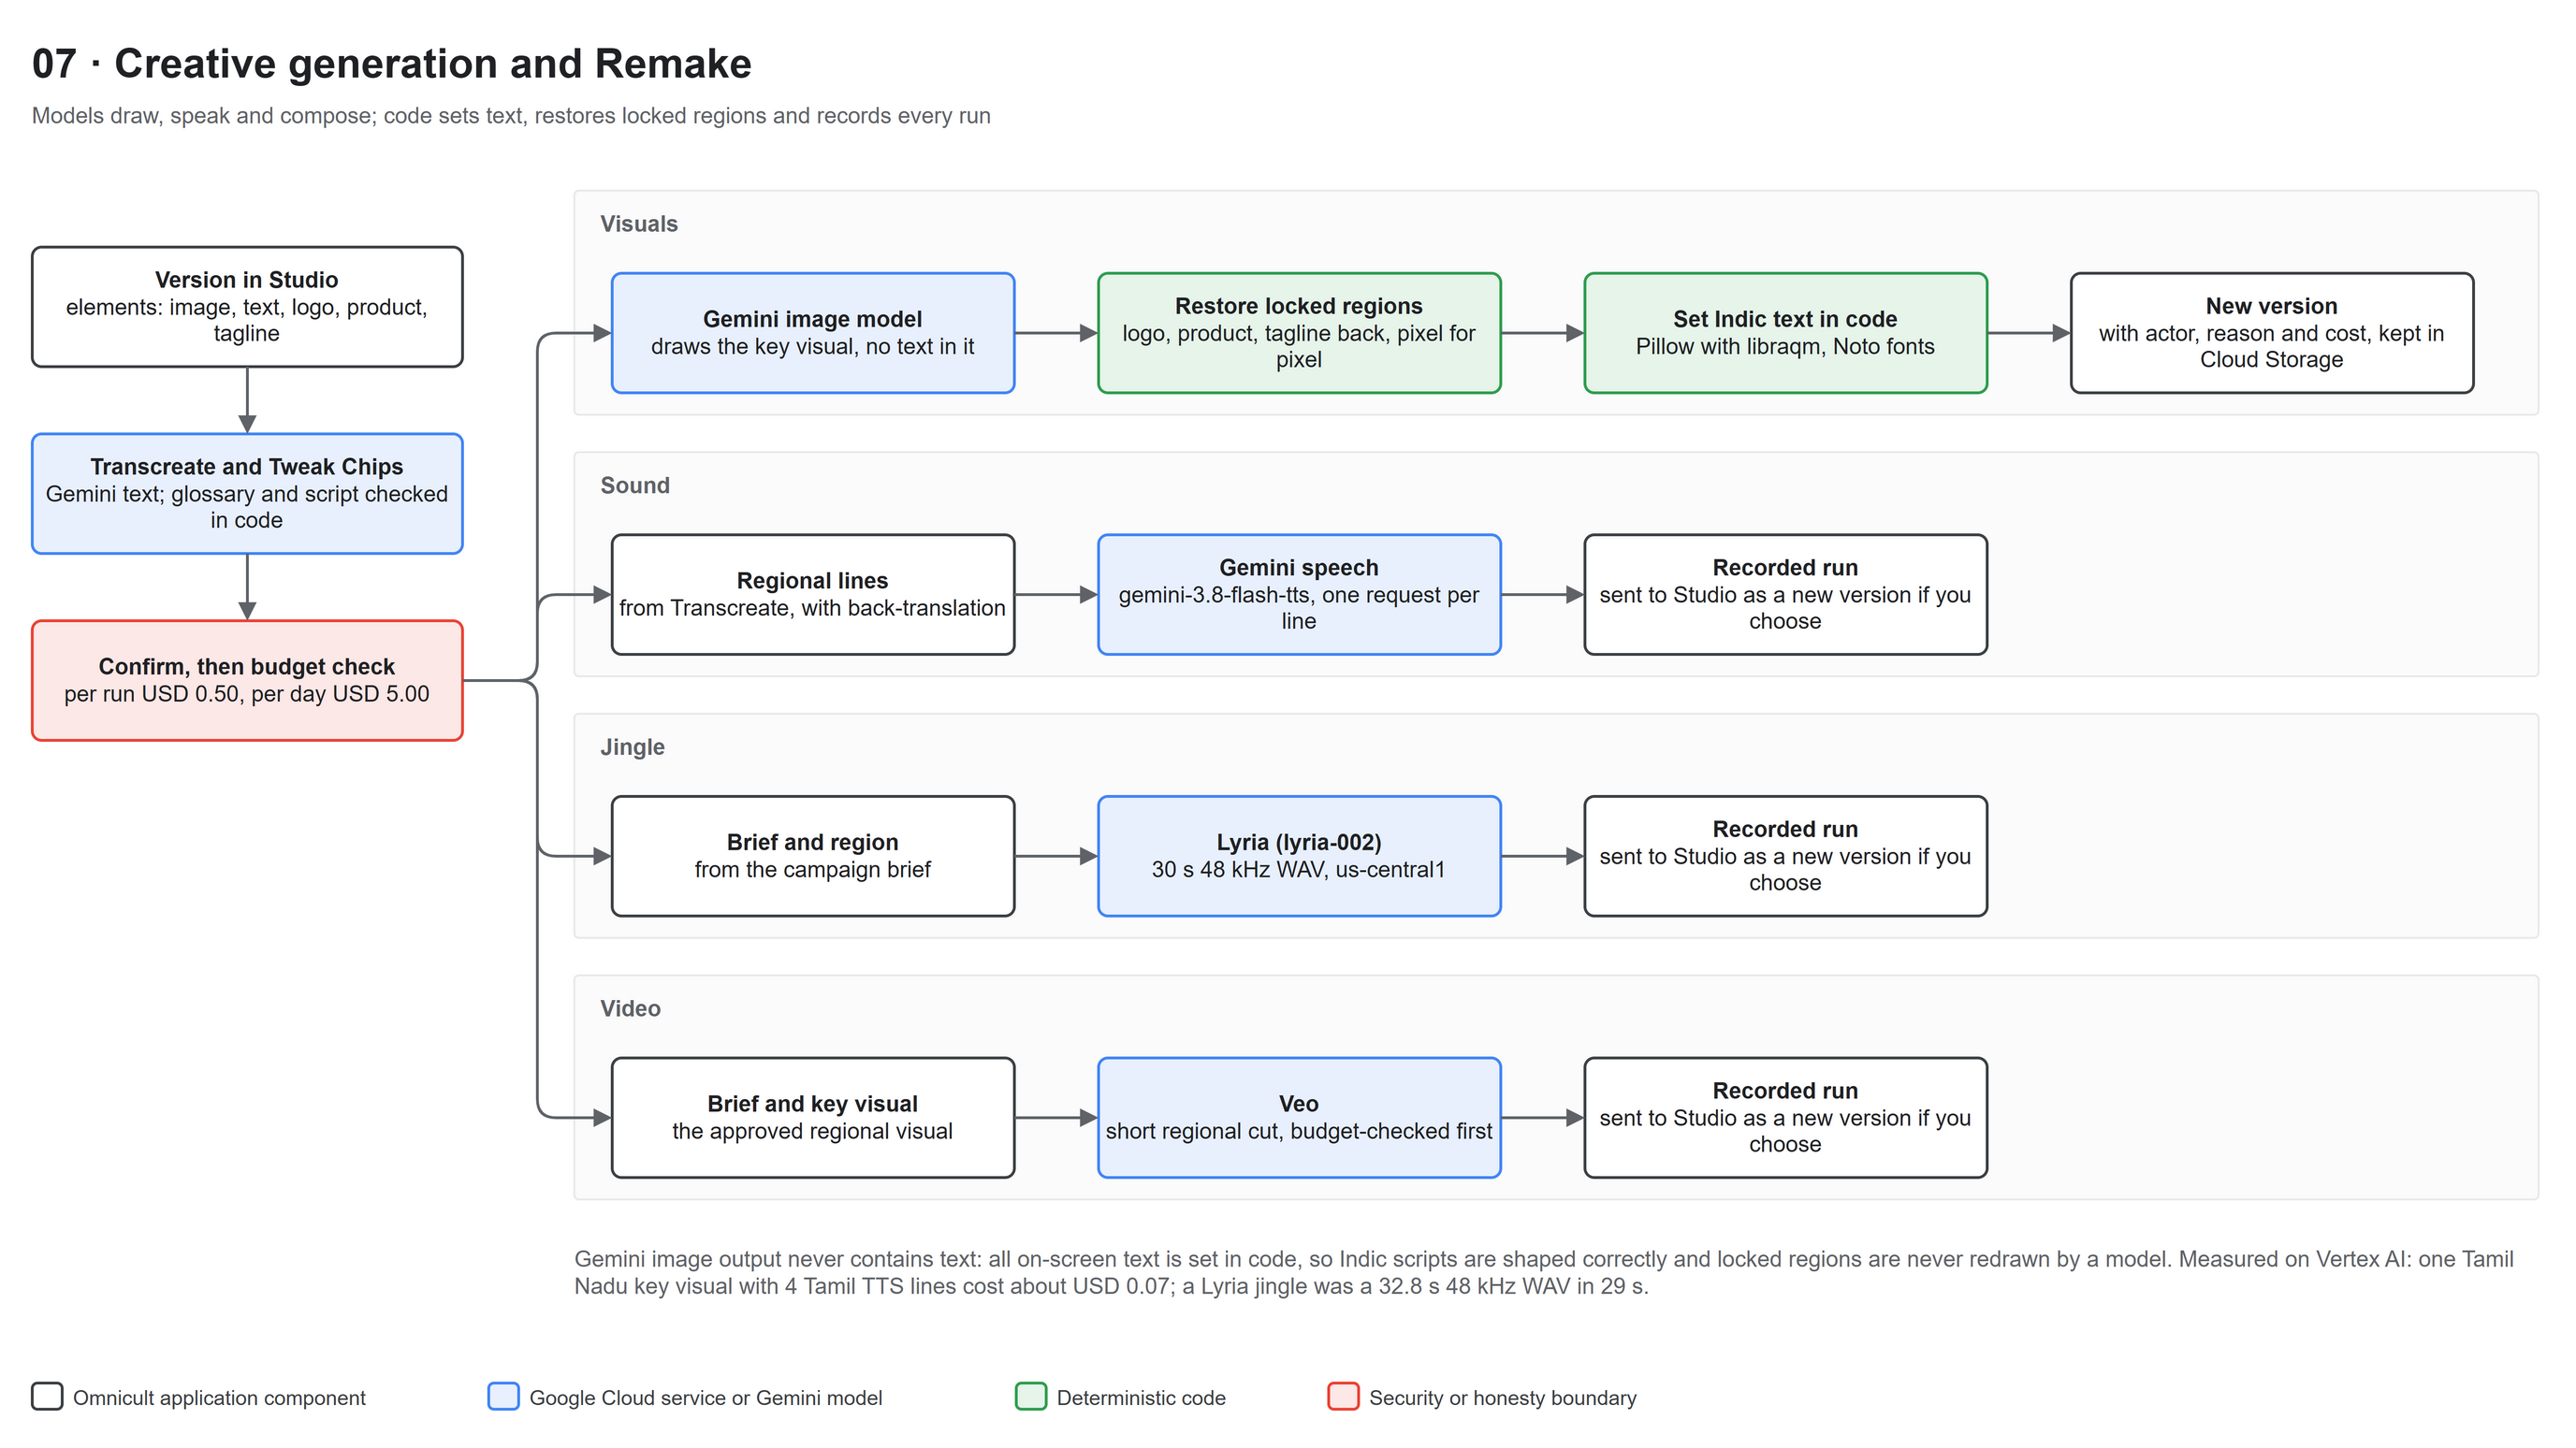 07 · Creative generation and Remake
Models draw, speak and compose; code sets text, restores locked regions and records every run
Version in Studio
elements: image, text, logo, product,
tagline
Transcreate and Tweak Chips
Gemini text; glossary and script checked
in code
Confirm, then budget check
per run USD 0.50, per day USD 5.00
Visuals
Gemini image model
draws the key visual, no text in it
Restore locked regions
logo, product, tagline back, pixel for
pixel
Set Indic text in code
Pillow with libraqm, Noto fonts
New version
with actor, reason and cost, kept in
Cloud Storage
Sound
Regional lines
from Transcreate, with back-translation
Gemini speech
gemini-3.8-flash-tts, one request per
line
Recorded run
sent to Studio as a new version if you
choose
Jingle
Brief and region
from the campaign brief
Lyria (lyria-002)
30 s 48 kHz WAV, us-central1
Recorded run
sent to Studio as a new version if you
choose
Video
Brief and key visual
the approved regional visual
Veo
short regional cut, budget-checked first
Recorded run
sent to Studio as a new version if you
choose
Gemini image output never contains text: all on-screen text is set in code, so Indic scripts are shaped correctly and locked regions are never redrawn by a model. Measured on Vertex AI: one Tamil
Nadu key visual with 4 Tamil TTS lines cost about USD 0.07; a Lyria jingle was a 32.8 s 48 kHz WAV in 29 s.
Omnicult application component
Google Cloud service or Gemini model
Deterministic code
Security or honesty boundary